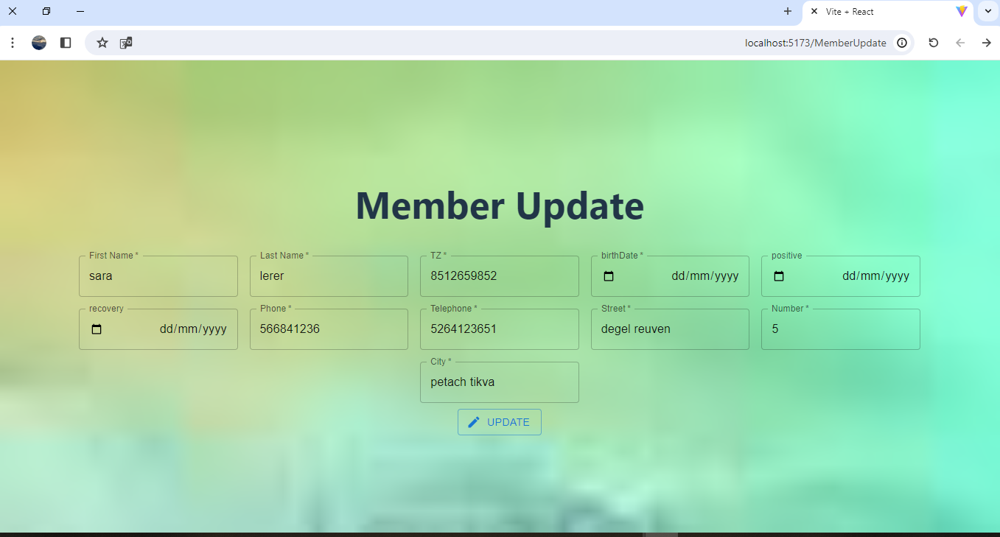 Vite + React
localhost:5173/MemberUpdate
Member Update
First Name *
sara
Last Name *
lerer
TZ *
8512659852
birthDate *
dd/mm/yyyy
positive
dd/mm/yyyy
recovery
dd/mm/yyyy
Phone *
566841236
Telephone *
5264123651
Street *
degel reuven
Number *
5
City *
petach tikva
UPDATE